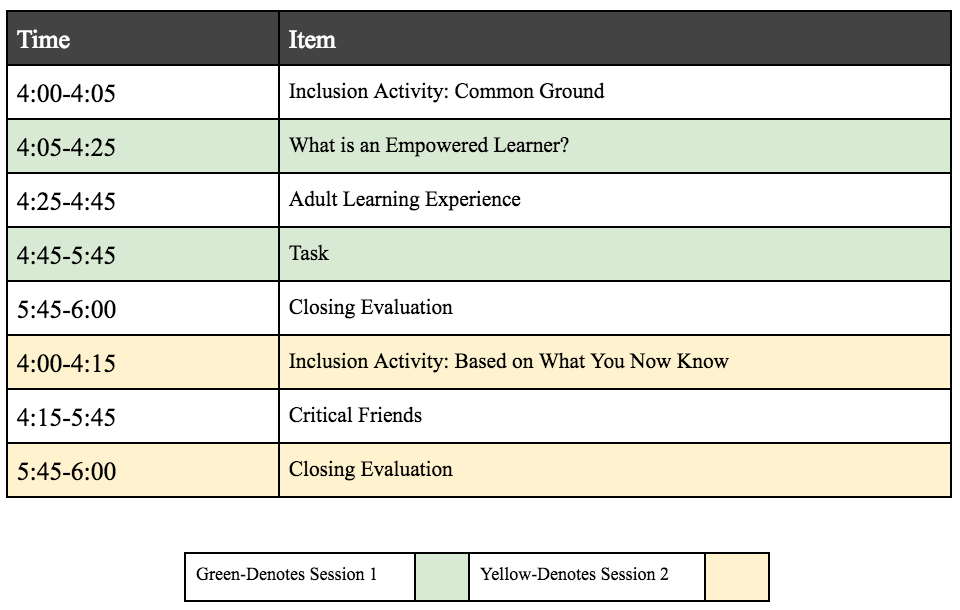 Time Item
4:00-4:05 Inclusion Activity: Common Ground
4:05-4:25 What is an Empowered Learner?
4:25-4:45 Adult Learning Experience
4:45-5:45 Task
5:45-6:00 Closing Evaluation
4:00-4:15 Inclusion Activity: Based on What You Now Know
4:15-5:45 Critical Friends
5:45-6:00 Closing Evaluation
Green-Denotes Session 1 Yellow-Denotes Session 2